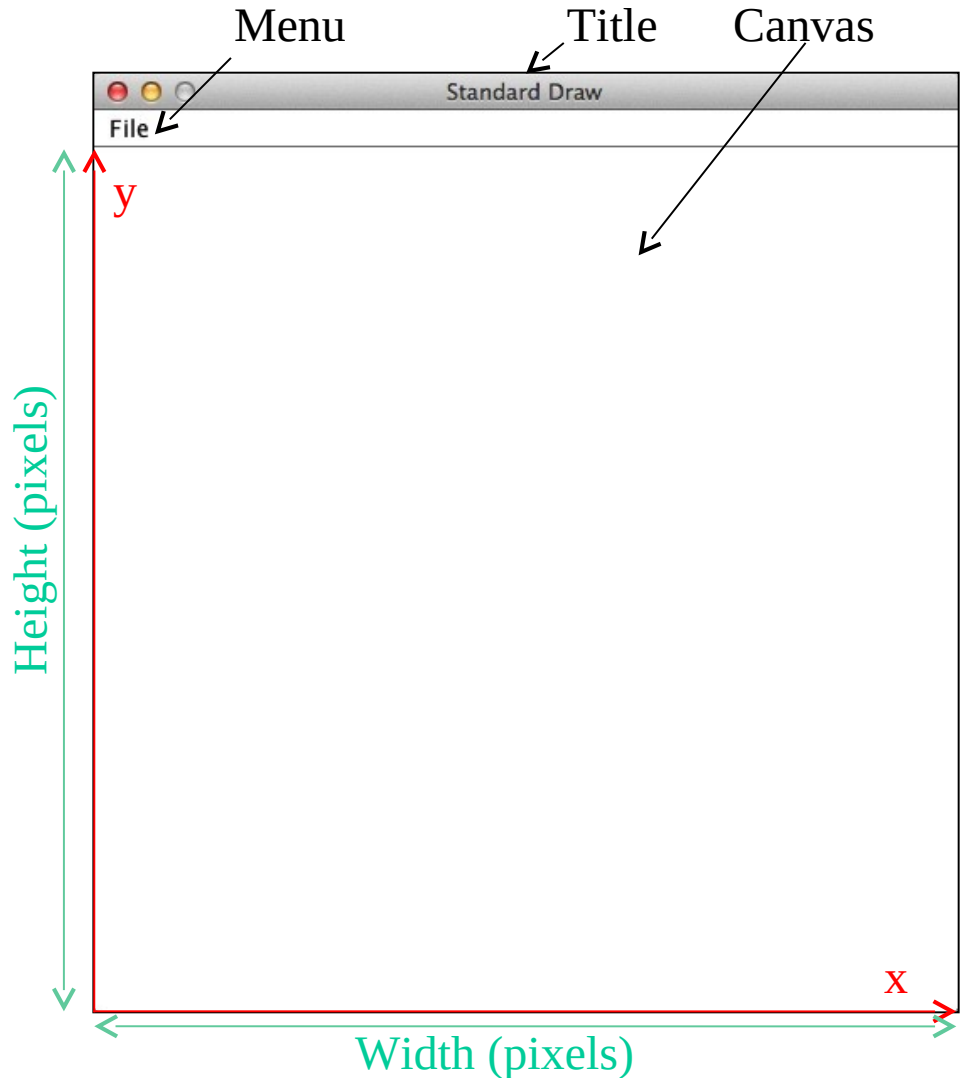 Menu
Title
Canvas
Standard Draw
File
y
Height (pixels)
x
Width (pixels)